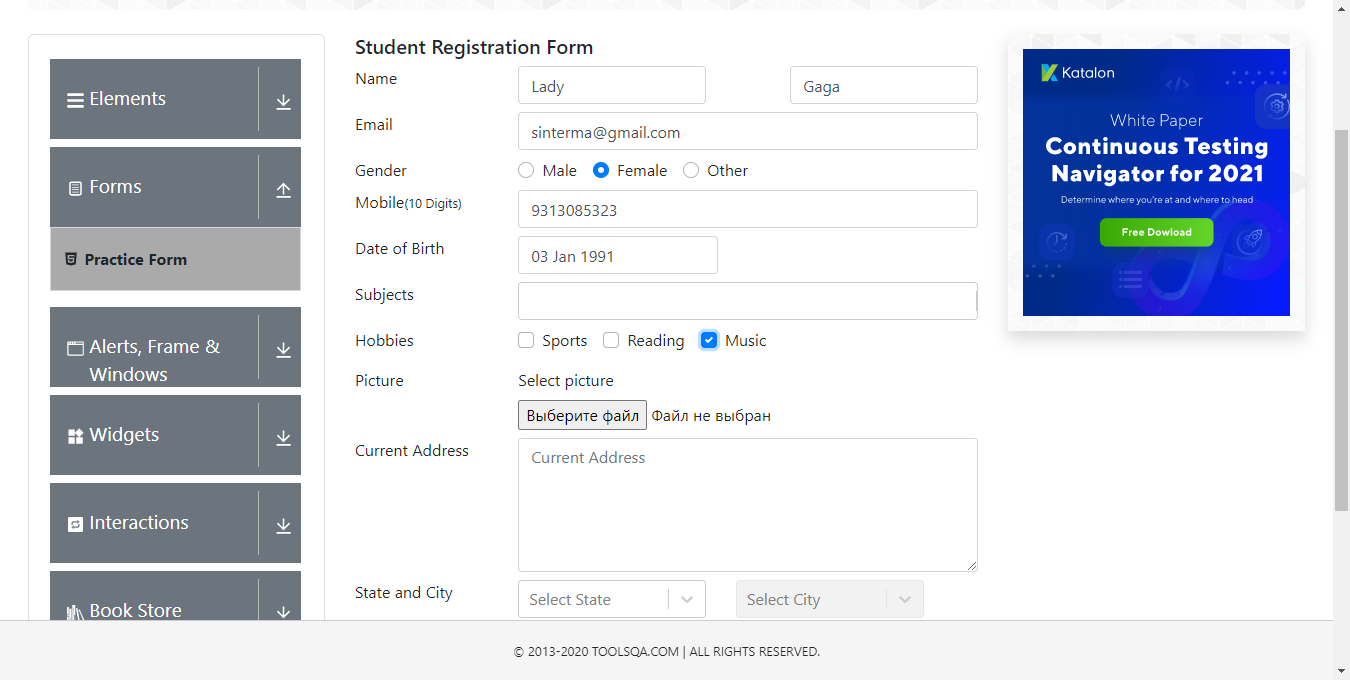 Elements
Forms
Practice Form
Alerts, Frame &
Windows
Widgets
Interactions
Book Store
Student Registration Form
Name
Lady
Gaga
Email
sinterma@gmail.com
Gender
Male
Female
Other
Mobile(10 Digits)
9313085323
Date of Birth
03 Jan 1991
Subjects
Hobbies
Sports
Reading
Music
Picture
Select picture
Выберите файл Файл не выбран
Current Address
Current Address
State and City
Select State
Select City
Katalon
White Paper
Continuous Testing
Navigator for 2021
Determine where you're at and where to head
Free Dowload
© 2013-2020 TOOLSQA.COM | ALL RIGHTS RESERVED.